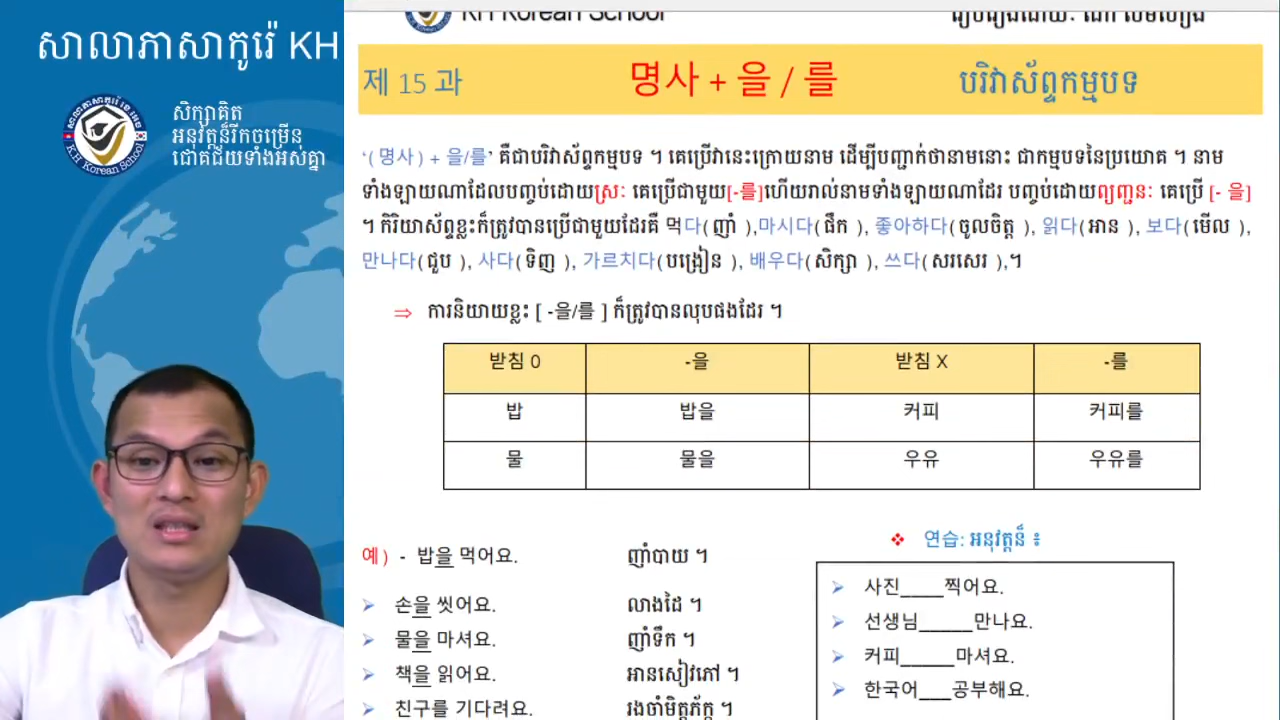 សាលាភាសាកូរ៉េ KH
សិក្សាគិត
អនុវត្តន៏រីកចម្រើន
ជោគជ័យទាំងអស់គ្នា
KH Korean School
제 15 과 명사 + 을 / 를 បរិវាស័ព្ទកម្មបទ
‘(명사) + 을/를’ គឺជាបរិវាស័ព្ទកម្មបទ ។ គេប្រើវានេះក្រោយនាម ដើម្បីបញ្ជាក់ថានាមនោះ ជាកម្មបទនៃប្រយោគ ។ នាម
ទាំងឡាយណាដែលបញ្ចប់ដោយស្រៈ គេប្រើជាមួយ[-를]ហើយរាល់នាមទាំងឡាយណាដែរ បញ្ចប់ដោយព្យញ្ជនៈ គេប្រើ [- 을]
។ កិរិយាស័ព្ទខ្លះក៏ត្រូវបានប្រើជាមួយដែរគឺ 먹다(ញ៉ាំ ),마시다(ផឹក ), 좋아하다(ចូលចិត្ត ), 읽다(អាន ), 보다(មើល ),
만나다(ជួប ), 사다(ទិញ ), 가르치다(បង្រៀន ), 배우다(សិក្សា ), 쓰다(សរសេរ ),។
⇒ ការនិយាយខ្លះ [ -을/를 ] ក៏ត្រូវបានលុបផងដែរ ។
받침 0 -을 받침 X -를
밥 밥을 커피 커피를
물 물을 우유 우유를
예) - 밥을 먹어요. ញ៉ាំបាយ ។
손을 씻어요. លាងដៃ ។
물을 마셔요. ញ៉ាំទឹក ។
책을 읽어요. អានសៀវភៅ ។
친구를 기다려요. រងចាំមិត្តភ័ក្ត ។
❖ 연습: អនុវត្តន៏ ៖
사진____찍어요.
선생님_____만나요.
커피_____마셔요.
한국어___공부해요.